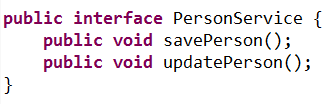 public interface PersonService {
    public void savePerson();
    public void updatePerson();
}